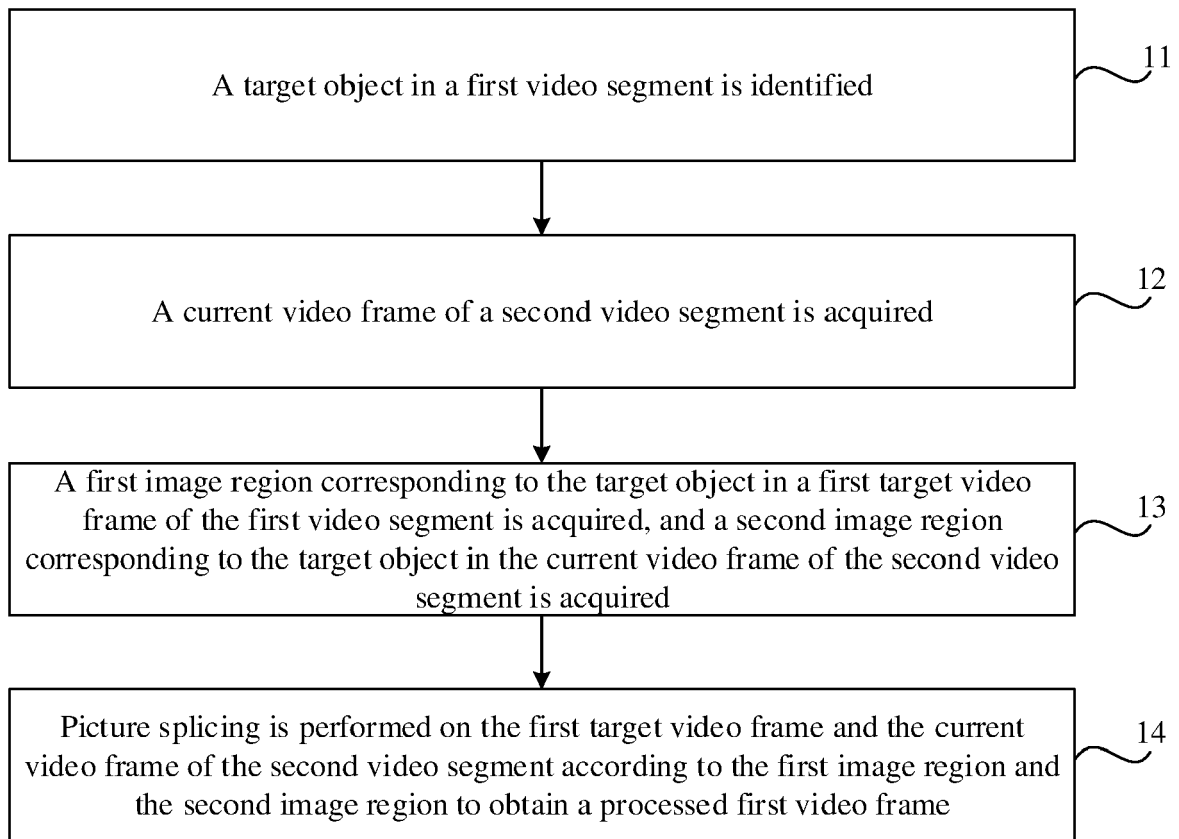 A target object in a first video segment is identified
11
A current video frame of a second video segment is acquired
12
A first image region corresponding to the target object in a first target video
frame of the first video segment is acquired, and a second image region
corresponding to the target object in the current video frame of the second video
segment is acquired
13
Picture splicing is performed on the first target video frame and the current
video frame of the second video segment according to the first image region and
the second image region to obtain a processed first video frame
14